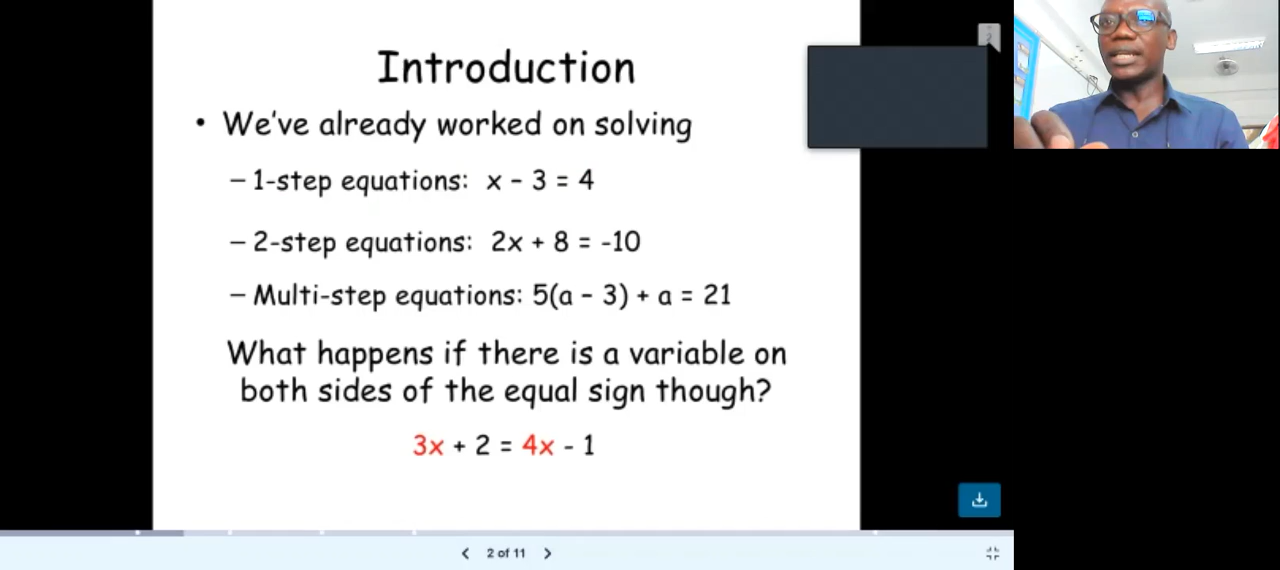 Introduction
• We've already worked on solving
– 1-step equations: x – 3 = 4
– 2-step equations: 2x + 8 = -10
– Multi-step equations: 5(a – 3) + a = 21
What happens if there is a variable on
both sides of the equal sign though?
3x + 2 = 4x - 1
2 of 11